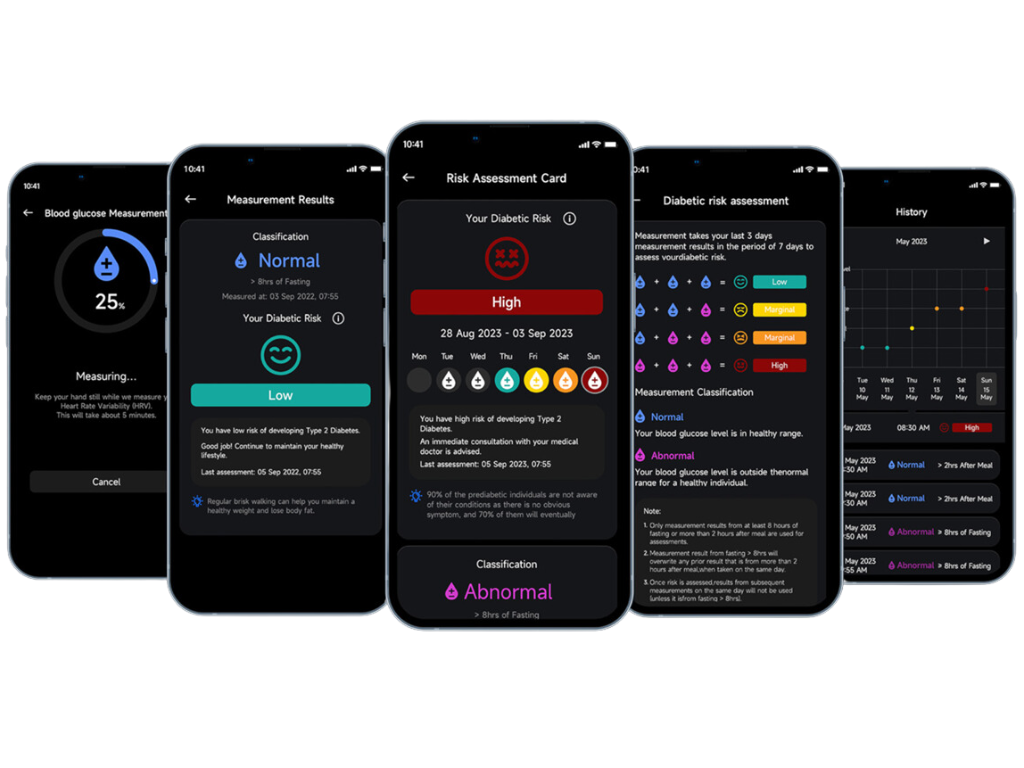 10:41
Blood glucose Measurement
25%
Measuring...
Keep your hand still while we measure y
Heart Rate Variability (HRV).
This will take about 5 minutes.
Cancel
10:41
Measurement Results
Classification
Normal
> 8hrs of Fasting
Measured at: 03 Sep 2022, 07:55
Your Diabetic Risk
Low
You have low risk of developing Type 2 Diabetes.
Good job! Continue to maintain your healthy
lifestyle.
Last assessment: 05 Sep 2022, 07:55
Regular brisk walking can help you maintain a
healthy weight and lose body fat.
10:41
Risk Assessment Card
Your Diabetic Risk
High
28 Aug 2023 - 03 Sep 2023
Mon Tue Wed Thu Fri Sat Sun
You have high risk of developing Type 2
Diabetes.
An immediate consultation with your medical
doctor is advised.
Last assessment: 05 Sep 2023, 07:55
90% of the prediabetic individuals are not aware
of their conditions as there is no obvious
symptom, and 70% of them will eventually
Classification
Abnormal
> 8hrs of Fasting
0:41
Diabetic risk assessment
Measurement takes your last 3 days
measurement results in the period of 7 days to
assess yourdiabetic risk.
+ + = Low
+ + = Marginal
+ + = Marginal
+ + = High
Measurement Classification
Normal
Your blood glucose level is in healthy range.
Abnormal
Your blood glucose level is outside thenormal
range for a healthy individual.
Note:
1. Only measurement results from at least 8 hours of
fasting or more than 2 hours after meal are used for
assessments.
2. Measurement result from fasting > 8hrs will
overwrite any prior result that is from more than 2
hours after meal,when taken on the same day.
3. Once risk is assessed,results from subsequent
measurements on the same day will not be used
(unless it isfrom fasting > 8hrs).
History
May 2023
vel
Tue Wed Thu Fri Sat Sun
10 11 12 13 14 15
May May May May May May
May 2023 08:30 AM High
May 2023
30 AM Normal > 2hrs After Meal
May 2023
30 AM Normal > 2hrs After Meal
May 2023
50 AM Abnormal > 8hrs of Fasting
May 2023
55 AM Abnormal > 8hrs of Fasting